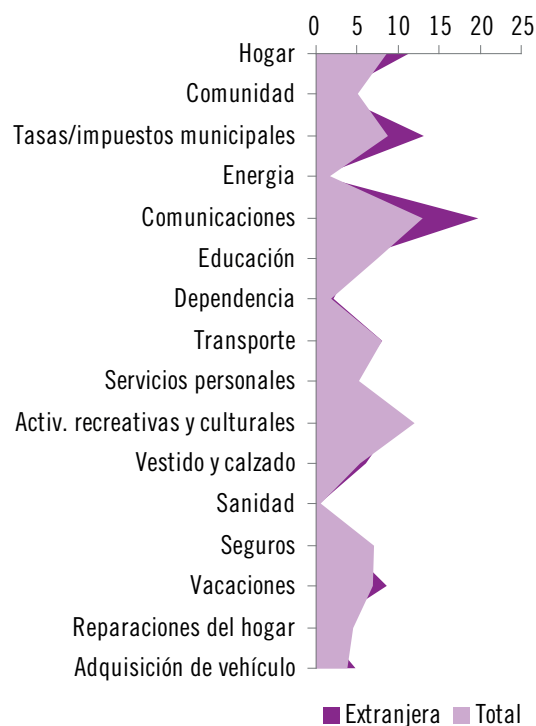 0 5 10 15 20 25
Hogar
Comunidad
Tasas/impuestos municipales
Energia
Comunicaciones
Educación
Dependencia
Transporte
Servicios personales
Activ. recreativas y culturales
Vestido y calzado
Sanidad
Seguros
Vacaciones
Reparaciones del hogar
Adquisición de vehículo
Extranjera Total